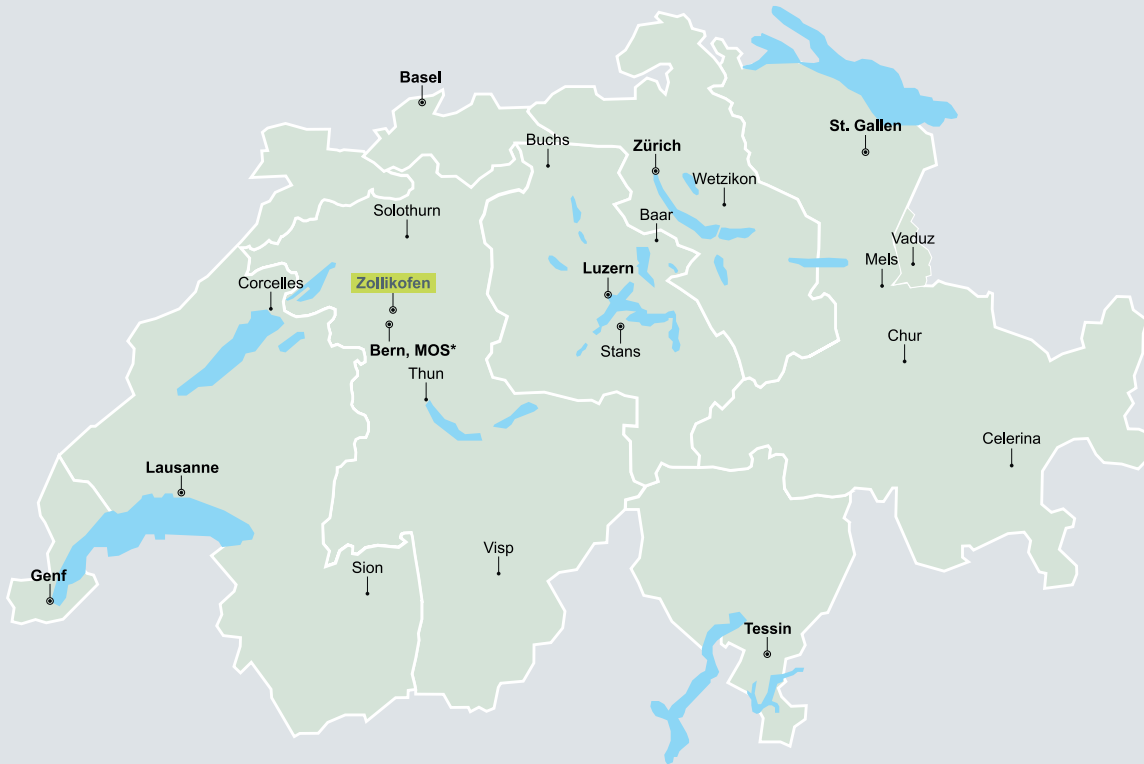 Basel
St. Gallen
Buchs
Zürich
Wetzikon
Solothurn
Baar
Vaduz
Mels
Luzern
Corcelles
Zollikofen
Chur
Bern, MOS*
Stans
Thun
Celerina
Lausanne
Visp
Sion
Genf
Tessin